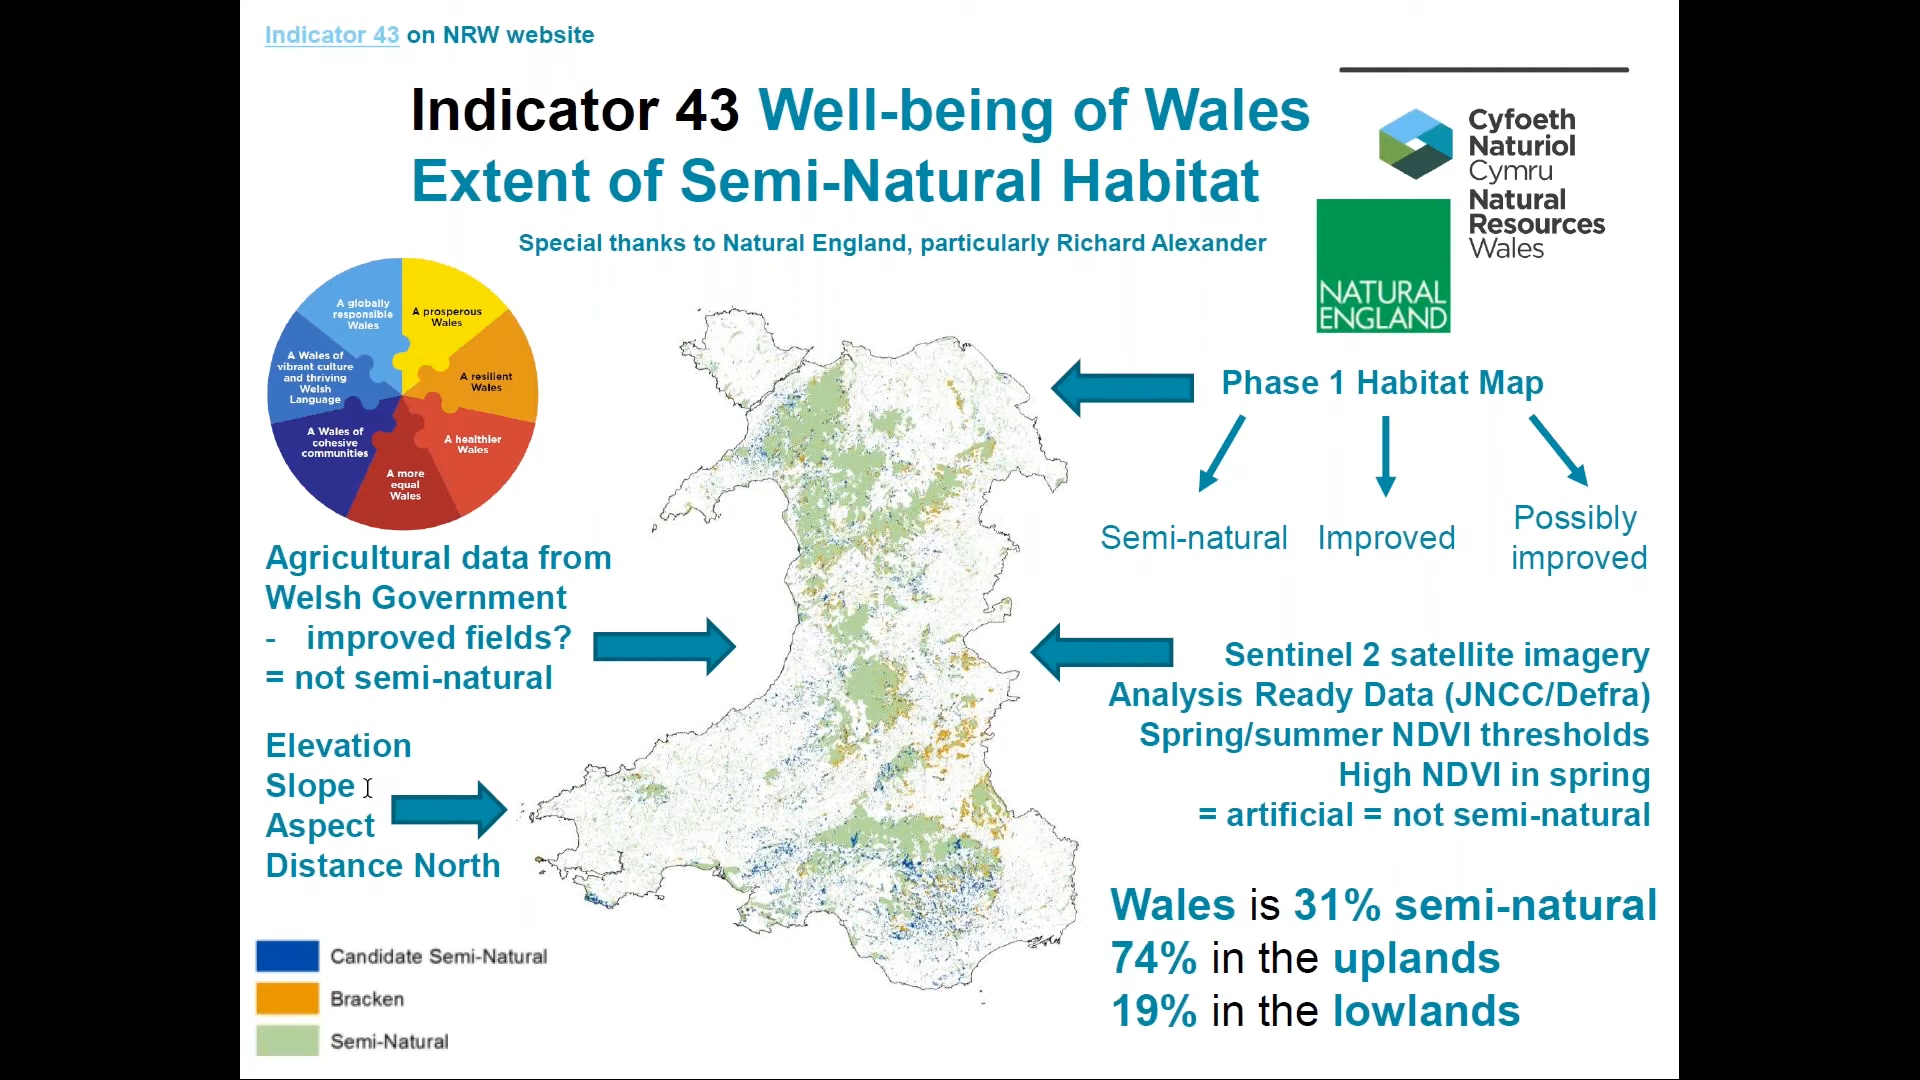 Indicator 43 on NRW website
Indicator 43 Well-being of Wales
Extent of Semi-Natural Habitat
Special thanks to Natural England, particularly Richard Alexander
Cyfoeth
Naturiol
Cymru
Natural
Resources
Wales
NATURAL
ENGLAND
A globally
responsible
Wales
A prosperous
Wales
A Wales of
vibrant culture
and thriving
Welsh
Language
A resilient
Wales
A Wales of
cohesive
communities
A healthier
Wales
A more
equal
Wales
Phase 1 Habitat Map
Semi-natural
Improved
Possibly
improved
Agricultural data from
Welsh Government
- improved fields?
= not semi-natural
Sentinel 2 satellite imagery
Analysis Ready Data (JNCC/Defra)
Spring/summer NDVI thresholds
High NDVI in spring
= artificial = not semi-natural
Elevation
Slope
Aspect
Distance North
Wales is 31% semi-natural
74% in the uplands
19% in the lowlands
Candidate Semi-Natural
Bracken
Semi-Natural